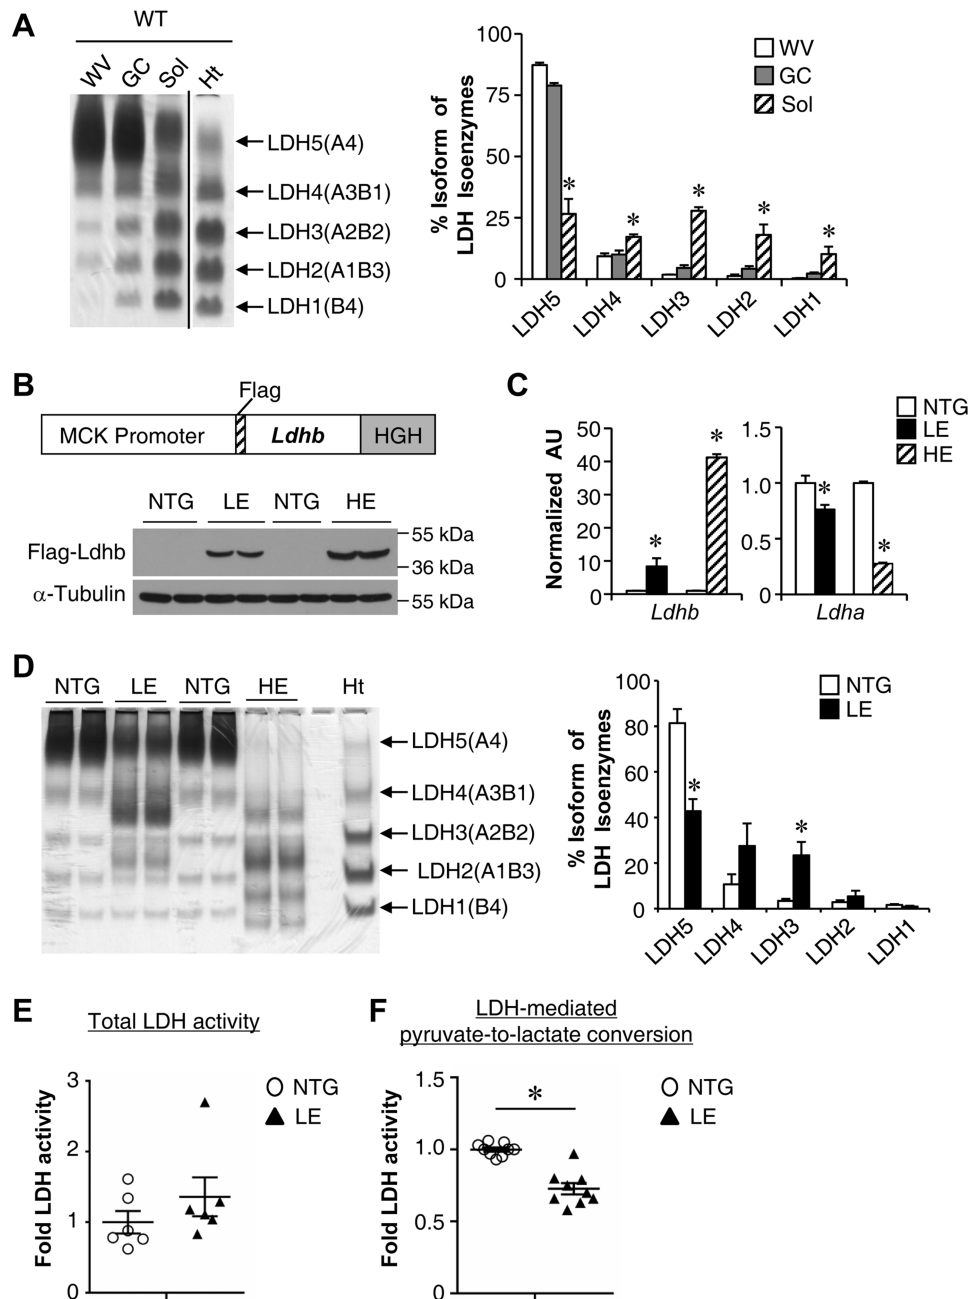 A
WT
WV GC Sol Ht
LDH5(A4)
LDH4(A3B1)
LDH3(A2B2)
LDH2(A1B3)
LDH1(B4)
% Isoform of
LDH Isoenzymes
100
75
50
25
0
WV
GC
Sol
* * * * *
LDH5 LDH4 LDH3 LDH2 LDH1
B
Flag
MCK Promoter Ldhb HGH
NTG LE NTG HE
Flag-Ldhb
α-Tubulin
55 kDa
36 kDa
55 kDa
C
NTG
LE
HE
Normalized AU
50
40
30
20
10
0
* *
Ldhb
1.5
1.0
0.5
0
* *
Ldha
D
NTG LE NTG HE Ht
LDH5(A4)
LDH4(A3B1)
LDH3(A2B2)
LDH2(A1B3)
LDH1(B4)
% Isoform of
LDH Isoenzymes
100
80
60
40
20
0
NTG
LE
* *
LDH5 LDH4 LDH3 LDH2 LDH1
E
Total LDH activity
Fold LDH activity
3
2
1
0
NTG
LE
F
LDH-mediated
pyruvate-to-lactate conversion
Fold LDH activity
1.5
1.0
0.5
0
*
NTG
LE